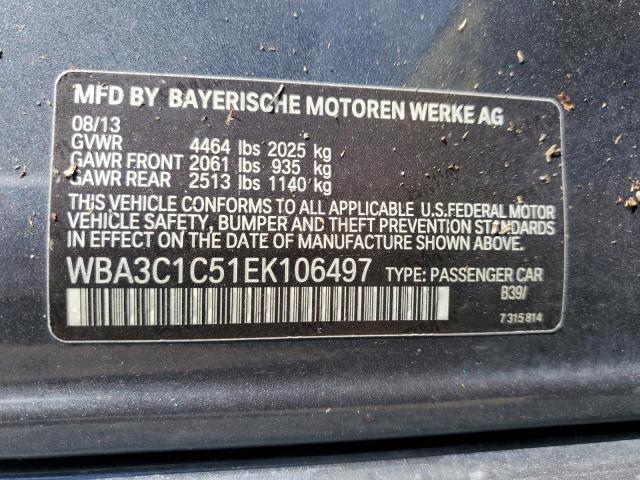 MFD BY BAYERISCHE MOTOREN WERKE AG
08/13
GVWR 4464 lbs 2025 kg
GAWR FRONT 2061 lbs 935 kg
GAWR REAR 2513 lbs 1140 kg
THIS VEHICLE CONFORMS TO ALL APPLICABLE U.S.FEDERAL MOTOR
VEHICLE SAFETY, BUMPER AND THEFT PREVENTION STANDARDS
IN EFFECT ON THE DATE OF MANUFACTURE SHOWN ABOVE.
WBA3C1C51EK106497 TYPE: PASSENGER CAR
B39/
7 315 814